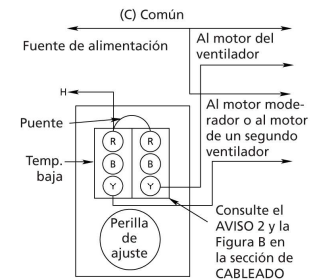 (C) Común
Fuente de alimentación
Al motor del
ventilador
H
Puente
Al motor mode-
rador o al motor
de un segundo
ventilador
R R
B B
Y Y
Temp.
baja
Perilla
de
ajuste
Consulte el
AVISO 2 y la
Figura B en
la sección de
CABLEADO